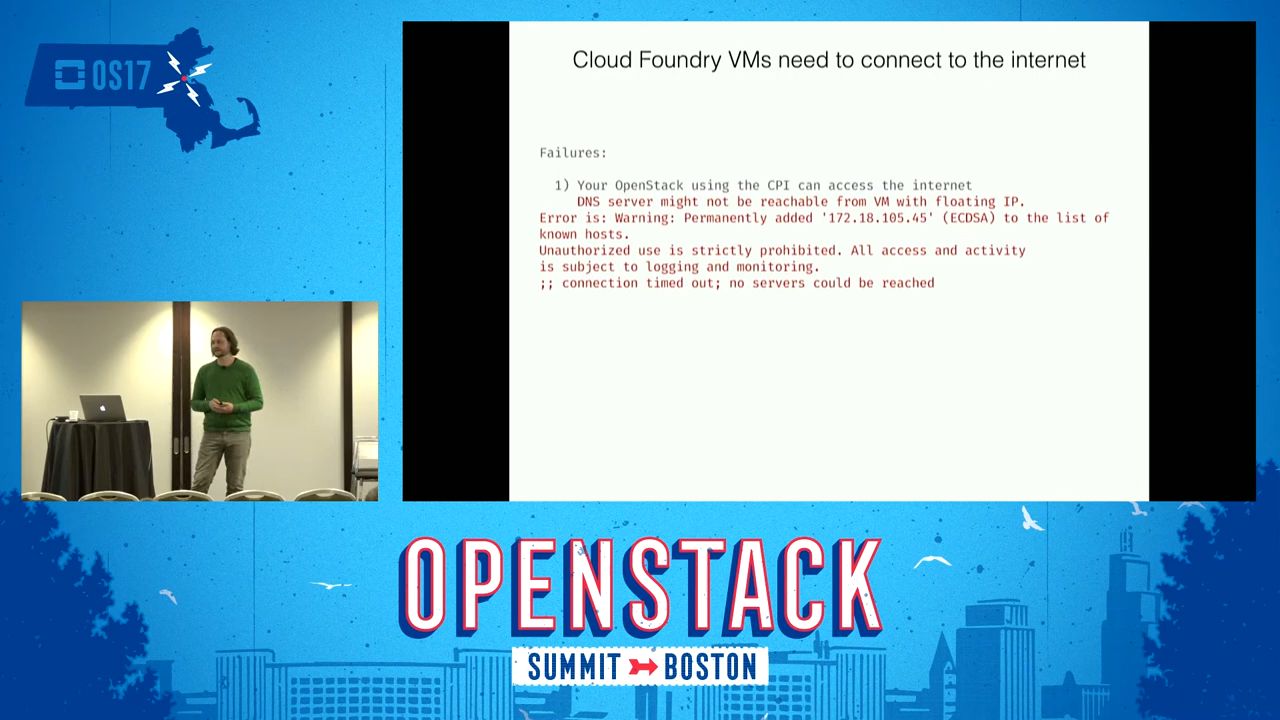 OS17
Cloud Foundry VMs need to connect to the internet
Failures:
1) Your OpenStack using the CPI can access the internet
DNS server might not be reachable from VM with floating IP.
Error is: Warning: Permanently added '172.18.105.45' (ECDSA) to the list of
known hosts.
Unauthorized use is strictly prohibited. All access and activity
is subject to logging and monitoring.
;; connection timed out; no servers could be reached
OPENSTACK
SUMMIT BOSTON